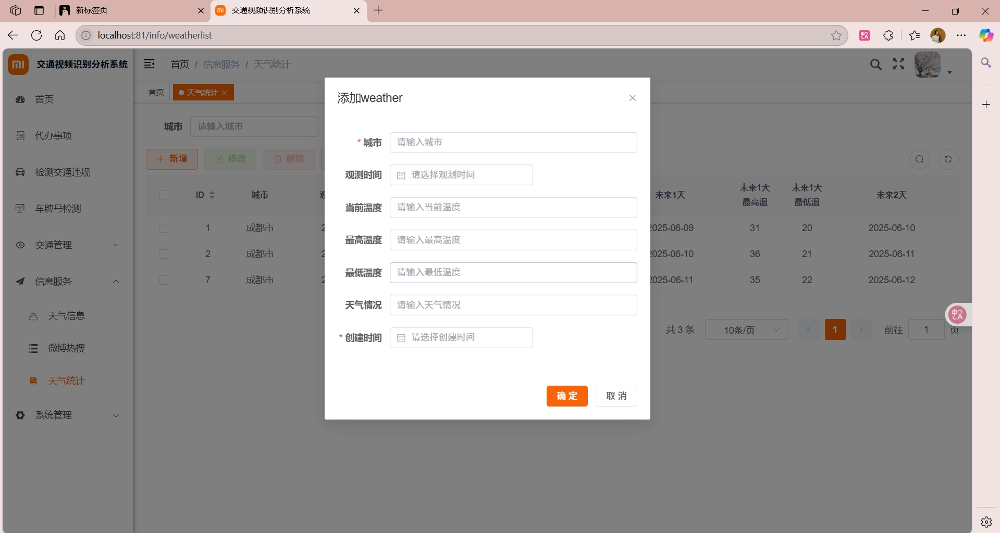 新标签页
交通视频识别分析系统
localhost:81/info/weatherlist
交通视频识别分析系统
首页 / 信息服务 / 天气统计
首页
天气统计
首页
代办事项
检测交通违规
车牌号检测
交通管理
信息服务
天气信息
微博热搜
天气统计
系统管理
城市 请输入城市
新增 修改 删除
ID 城市 未来1天 未来1天最高温 未来1天最低温 未来2天
1 成都市 2 2025-06-09 31 20 2025-06-10
2 成都市 2 2025-06-10 36 21 2025-06-11
7 成都市 2 2025-06-11 35 22 2025-06-12
共 3 条 10条/页 1 前往 1 页
添加weather
* 城市 请输入城市
观测时间 请选择观测时间
当前温度 请输入当前温度
最高温度 请输入最高温度
最低温度 请输入最低温度
天气情况 请输入天气情况
* 创建时间 请选择创建时间
确 定 取 消